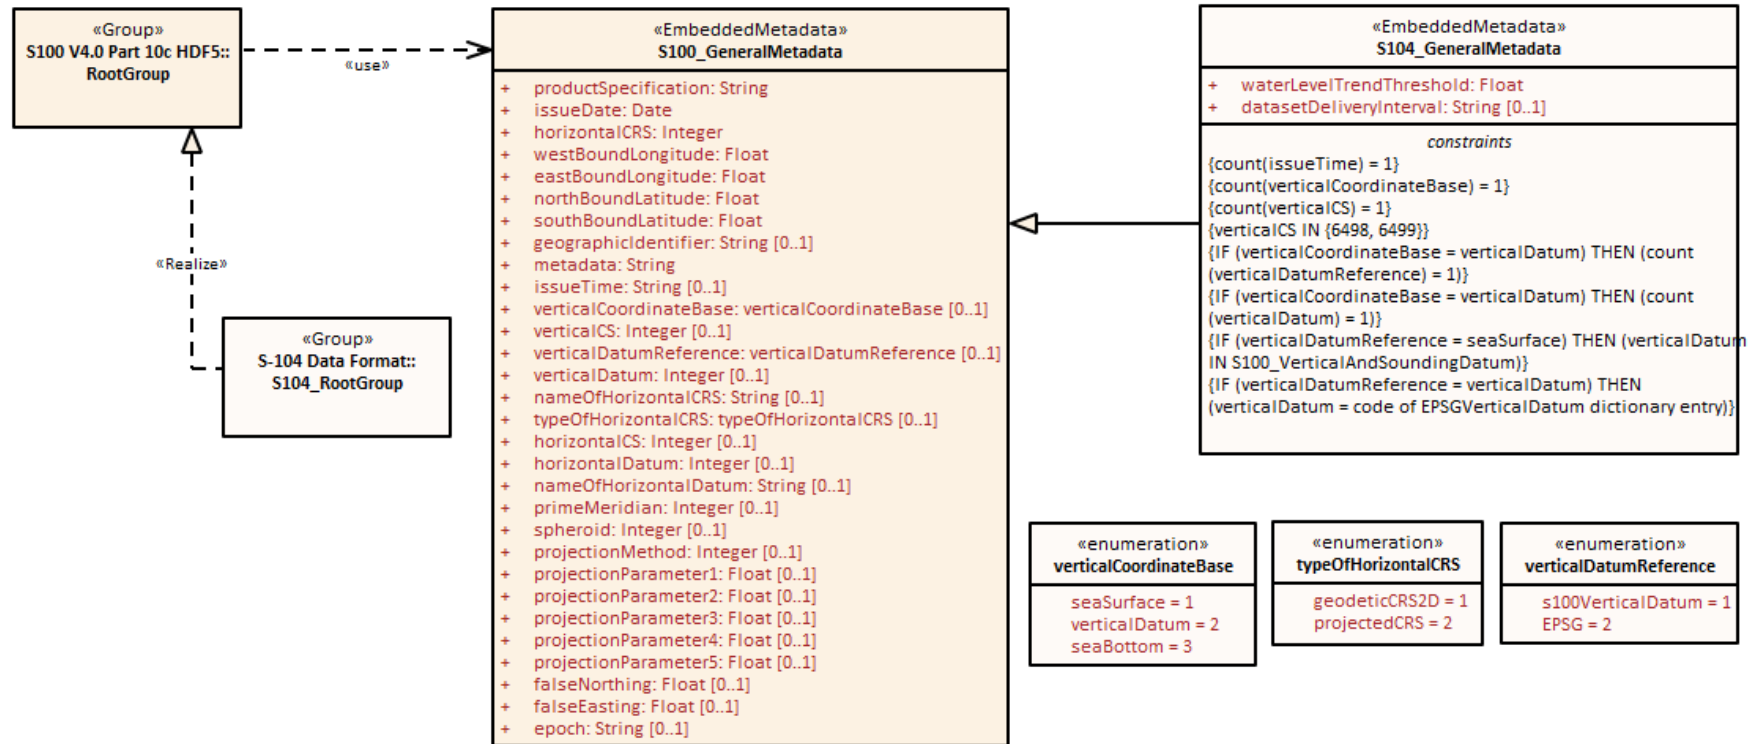 «Group»
S100 V4.0 Part 10c HDF5::
RootGroup
«use»
«Realize»
«Group»
S-104 Data Format::
S104_RootGroup
«EmbeddedMetadata»
S100_GeneralMetadata
+ productSpecification: String
+ issueDate: Date
+ horizontalCRS: Integer
+ westBoundLongitude: Float
+ eastBoundLongitude: Float
+ northBoundLatitude: Float
+ southBoundLatitude: Float
+ geographicIdentifier: String [0..1]
+ metadata: String
+ issueTime: String [0..1]
+ verticalCoordinateBase: verticalCoordinateBase [0..1]
+ verticalCS: Integer [0..1]
+ verticalDatumReference: verticalDatumReference [0..1]
+ verticalDatum: Integer [0..1]
+ nameOfHorizontalCRS: String [0..1]
+ typeOfHorizontalCRS: typeOfHorizontalCRS [0..1]
+ horizontalCS: Integer [0..1]
+ horizontalDatum: Integer [0..1]
+ nameOfHorizontalDatum: String [0..1]
+ primeMeridian: Integer [0..1]
+ spheroid: Integer [0..1]
+ projectionMethod: Integer [0..1]
+ projectionParameter1: Float [0..1]
+ projectionParameter2: Float [0..1]
+ projectionParameter3: Float [0..1]
+ projectionParameter4: Float [0..1]
+ projectionParameter5: Float [0..1]
+ falseNorthing: Float [0..1]
+ falseEasting: Float [0..1]
+ epoch: String [0..1]
«EmbeddedMetadata»
S104_GeneralMetadata
+ waterLevelTrendThreshold: Float
+ datasetDeliveryInterval: String [0..1]
constraints
{count(issueTime) = 1}
{count(verticalCoordinateBase) = 1}
{count(verticalCS) = 1}
{verticalCS IN {6498, 6499}}
{IF (verticalCoordinateBase = verticalDatum) THEN (count
(verticalDatumReference) = 1)}
{IF (verticalCoordinateBase = verticalDatum) THEN (count
(verticalDatum) = 1)}
{IF (verticalDatumReference = seaSurface) THEN (verticalDatum
IN S100_VerticalAndSoundingDatum)}
{IF (verticalDatumReference = verticalDatum) THEN
(verticalDatum = code of EPSGVerticalDatum dictionary entry)}
«enumeration»
verticalCoordinateBase
seaSurface = 1
verticalDatum = 2
seaBottom = 3
«enumeration»
typeOfHorizontalCRS
geodeticCRS2D = 1
projectedCRS = 2
«enumeration»
verticalDatumReference
s100VerticalDatum = 1
EPSG = 2